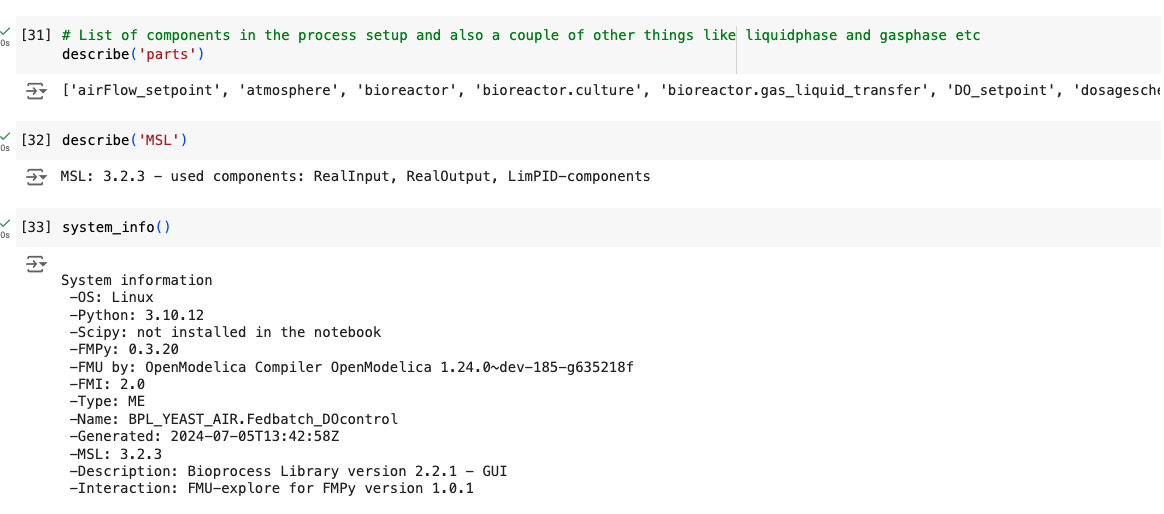 [31] # List of components in the process setup and also a couple of other things like liquidphase and gasphase etc
describe('parts')
0s
['airFlow_setpoint', 'atmosphere', 'bioreactor', 'bioreactor.culture', 'bioreactor.gas_liquid_transfer', 'DO_setpoint', 'dosagesche
[32] describe('MSL')
0s
MSL: 3.2.3 - used components: RealInput, RealOutput, LimPID-components
[33] system_info()
0s
System information
-OS: Linux
-Python: 3.10.12
-Scipy: not installed in the notebook
-FMPy: 0.3.20
-FMU by: OpenModelica Compiler OpenModelica 1.24.0~dev-185-g635218f
-FMI: 2.0
-Type: ME
-Name: BPL_YEAST_AIR.Fedbatch_DOcontrol
-Generated: 2024-07-05T13:42:58Z
-MSL: 3.2.3
-Description: Bioprocess Library version 2.2.1 - GUI
-Interaction: FMU-explore for FMPy version 1.0.1